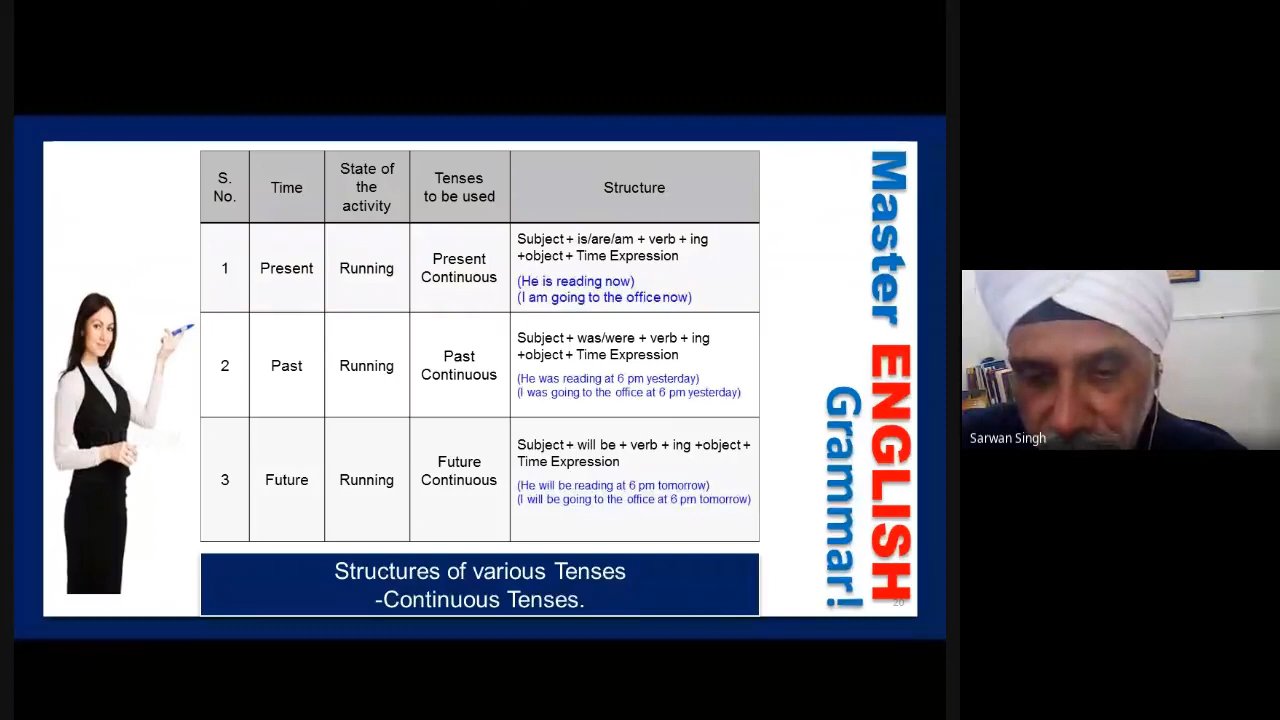 S.
No.
Time
State of
the
activity
Tenses
to be used
Structure
1
Present
Running
Present
Continuous
Subject + is/are/am + verb + ing
+object + Time Expression
(He is reading now)
(I am going to the office now)
2
Past
Running
Past
Continuous
Subject + was/were + verb + ing
+object + Time Expression
(He was reading at 6 pm yesterday)
(I was going to the office at 6 pm yesterday)
3
Future
Running
Future
Continuous
Subject + will be + verb + ing +object +
Time Expression
(He will be reading at 6 pm tomorrow)
(I will be going to the office at 6 pm tomorrow)
Structures of various Tenses
-Continuous Tenses.
Master ENGLISH
Grammar!
20
Sarwan Singh